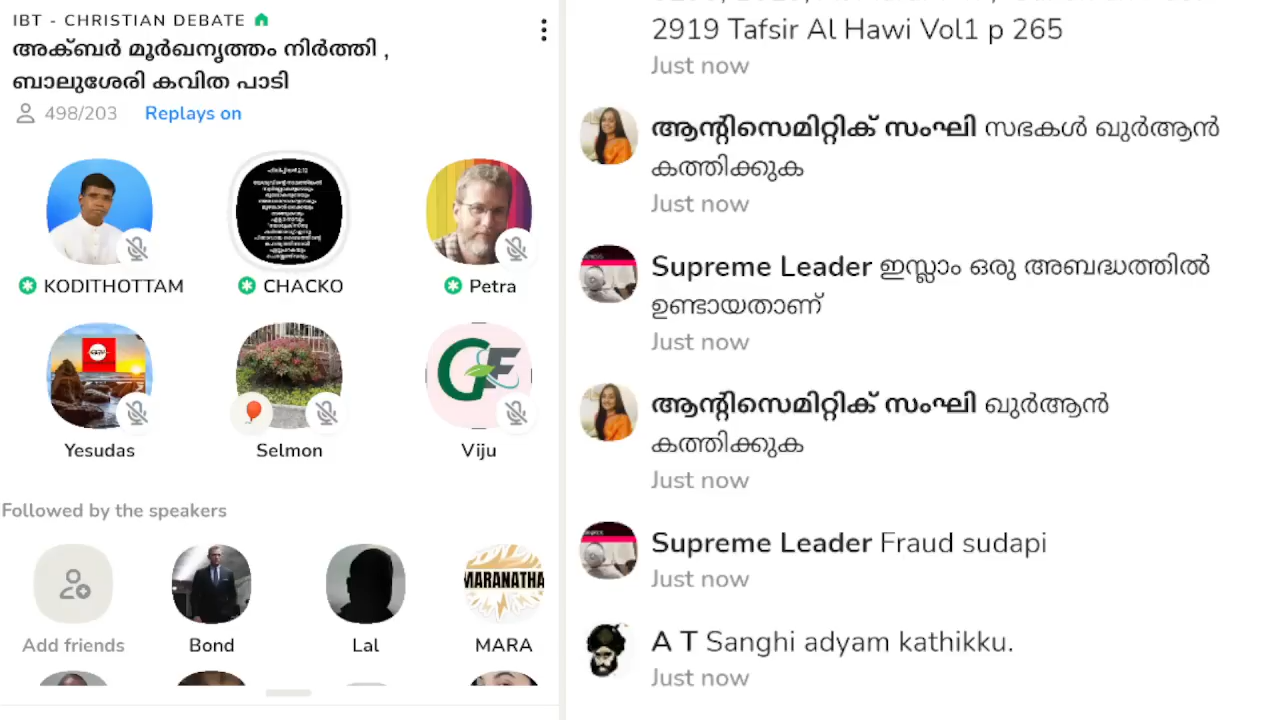 IBT - CHRISTIAN DEBATE
അക്ബർ മൂർഖനൃത്തം നിർത്തി ,
ബാലുശേരി കവിത പാടി
498/203 Replays on
KODITHOTTAM CHACKO Petra
Yesudas Selmon Viju
GF
Followed by the speakers
MARANATHA
Add friends Bond Lal MARA
2919 Tafsir Al Hawi Vol1 p 265
Just now
ആന്റിസെമിറ്റിക് സംഘി സഭകൾ ഖുർആൻ
കത്തിക്കുക
Just now
Supreme Leader ഇസ്ലാം ഒരു അബദ്ധത്തിൽ
ഉണ്ടായതാണ്
Just now
ആന്റിസെമിറ്റിക് സംഘി ഖുർആൻ
കത്തിക്കുക
Just now
Supreme Leader Fraud sudapi
Just now
A T Sanghi adyam kathikku.
Just now